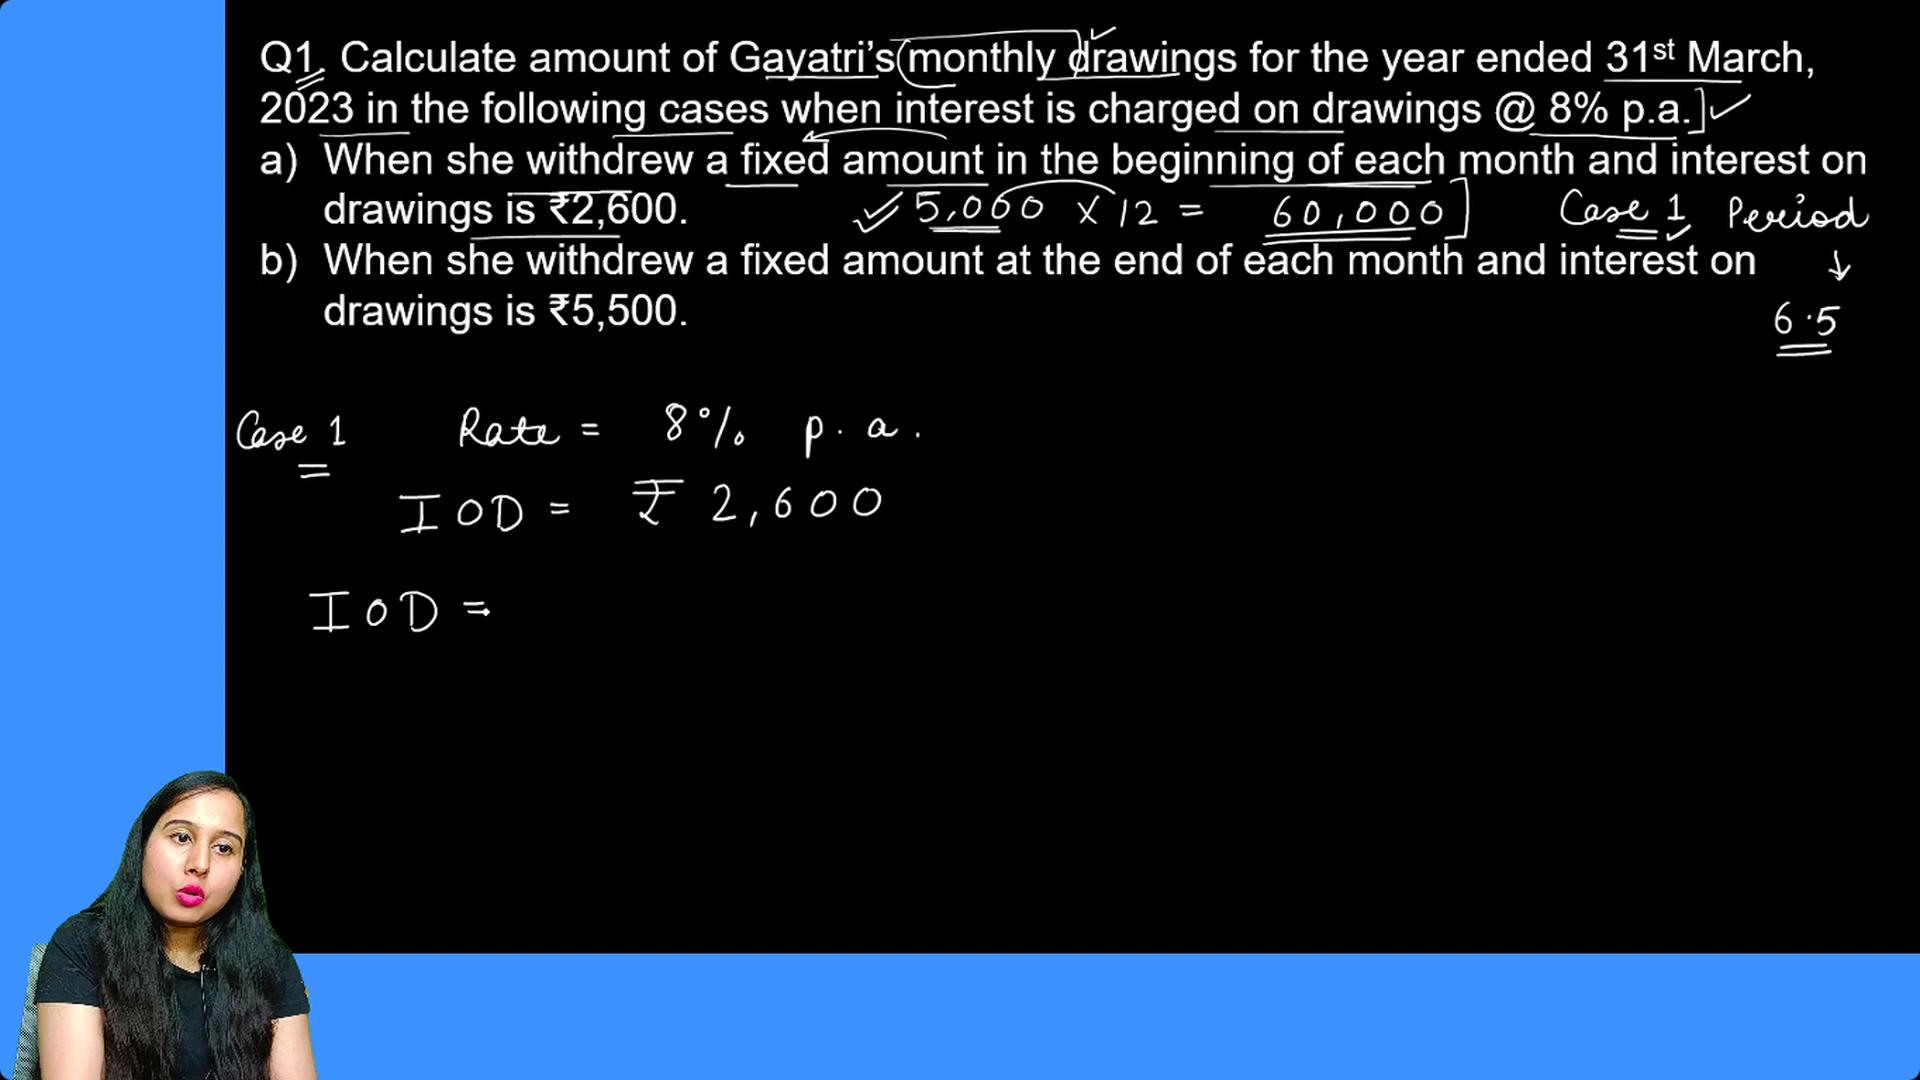 Q1. Calculate amount of Gayatri's monthly drawings for the year ended 31st March,
2023 in the following cases when interest is charged on drawings @ 8% p.a.]
a) When she withdrew a fixed amount in the beginning of each month and interest on
drawings is ₹2,600. 5,000 × 12 = 60,000] Case 1 Period
b) When she withdrew a fixed amount at the end of each month and interest on
drawings is ₹5,500.
6.5
Case 1 Rate = 8% p.a.
IOD = ₹ 2,600
IOD =